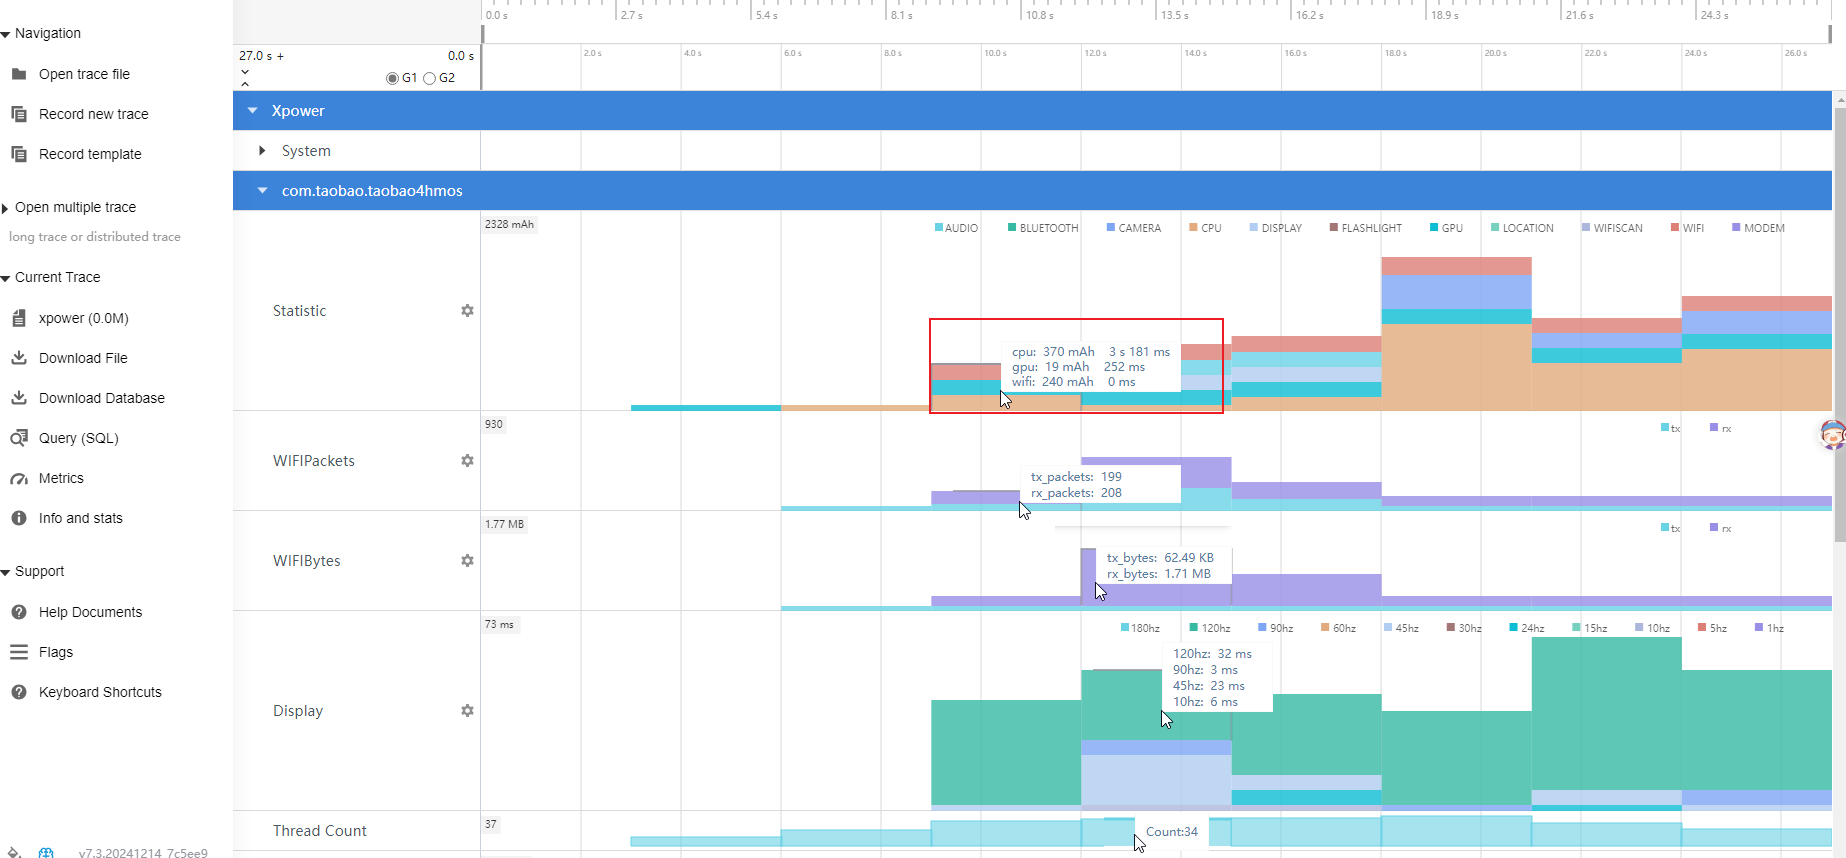 Navigation
Open trace file
Record new trace
Record template
Open multiple trace
long trace or distributed trace
Current Trace
xpower (0.0M)
Download File
Download Database
Query (SQL)
Metrics
Info and stats
Support
Help Documents
Flags
Keyboard Shortcuts
v7.3.20241214_7c5ee9
0.0 s 2.7 s 5.4 s 8.1 s 10.8 s 13.5 s 16.2 s 18.9 s 21.6 s 24.3 s
27.0 s + 0.0 s
2.0 s 4.0 s 6.0 s 8.0 s 10.0 s 12.0 s 14.0 s 16.0 s 18.0 s 20.0 s 22.0 s 24.0 s 26.0 s
G1 G2
Xpower
System
com.taobao.taobao4hmos
2328 mAh
AUDIO BLUETOOTH CAMERA CPU DISPLAY FLASHLIGHT GPU LOCATION WIFISCAN WIFI MODEM
Statistic
cpu: 370 mAh 3 s 181 ms
gpu: 19 mAh 252 ms
wifi: 240 mAh 0 ms
930
tx rx
WIFIPackets
tx_packets: 199
rx_packets: 208
1.77 MB
tx rx
WIFIBytes
tx_bytes: 62.49 KB
rx_bytes: 1.71 MB
73 ms
180hz 120hz 90hz 60hz 45hz 30hz 24hz 15hz 10hz 5hz 1hz
Display
120hz: 32 ms
90hz: 3 ms
45hz: 23 ms
10hz: 6 ms
37
Thread Count
Count:34